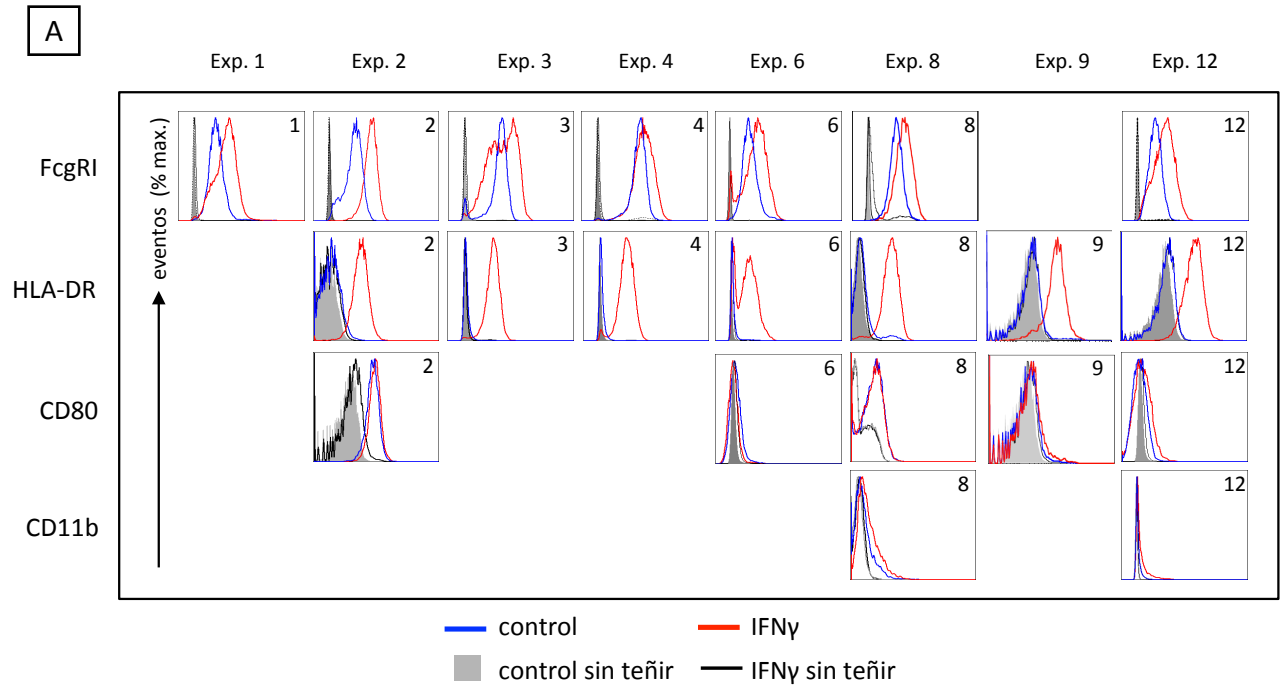 A
Exp. 1 Exp. 2 Exp. 3 Exp. 4 Exp. 6 Exp. 8 Exp. 9 Exp. 12
eventos (% max.)
FcgRI 1 2 3 4 6 8 12
HLA-DR 2 3 4 6 8 9 12
CD80 2 6 8 9 12
CD11b 8 12
control IFNγ
control sin teñir IFNγ sin teñir